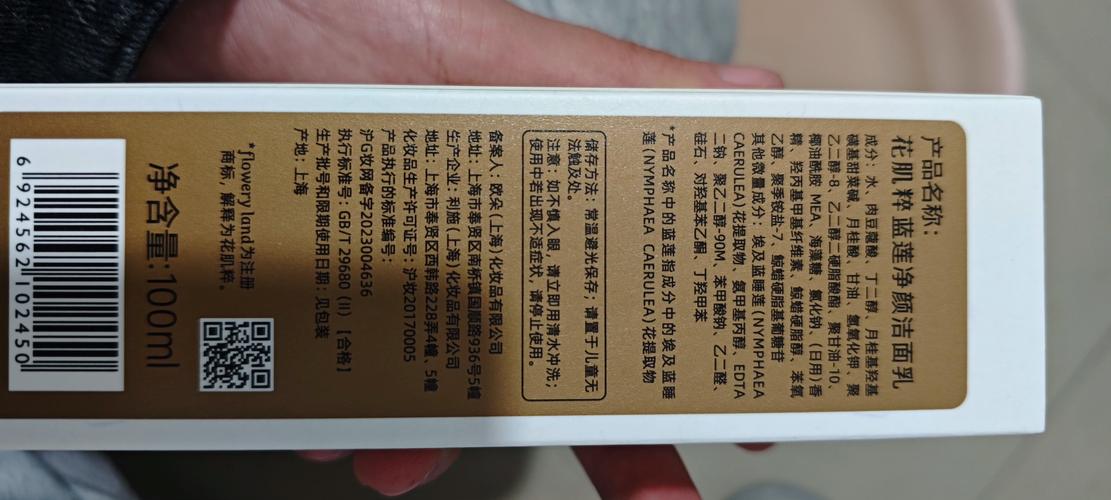 产品名称：
花肌粹蓝莲净颜洁面乳
成分：水、肉豆蔻酸、丁二醇、月桂基羟基
磺基甜菜碱、月桂酸、甘油、氢氧化钾、聚
乙二醇-8、乙二醇二硬脂酸酯、聚甘油-10、
椰油酰胺 MEA、海藻糖、氯化钠、（日用）香
精、羟丙基甲基纤维素、鲸蜡硬脂醇、苯氧
乙醇、聚季铵盐-7、鲸蜡硬脂基葡糖苷
其他微量成分：埃及蓝睡莲（NYMPHAEA
CAERULEA）花提取物、氨甲基丙醇、EDTA
二钠、聚乙二醇-90M、苯甲酸钠、乙二醛、
硅石、对羟基苯乙酮、丁羟甲苯
*产品名称中的蓝莲指成分中的埃及蓝睡
莲（NYMPHAEA CAERULEA）花提取物
储存方法：常温避光保存；请置于儿童无
法触及处。
注意：如不慎入眼，请立即用清水冲洗；
使用中若出现不适症状，请停止使用。
备案人：欧朵（上海）化妆品有限公司
地址：上海市奉贤区南桥镇国顺路936号5幢
生产企业：利施（上海）化妆品有限公司
地址：上海市奉贤区西韩路228弄4幢、5幢
化妆品生产许可证号：沪妆20170005
产品执行的标准编号：
沪G妆网备字2023004636
执行标准号：GB/T 29680（II）【合格】
生产批号和限期使用日期：见包装
产地：上海
*flowery land为注册
商标，解释为花肌粹。
净含量:100ml
6 924562 102450